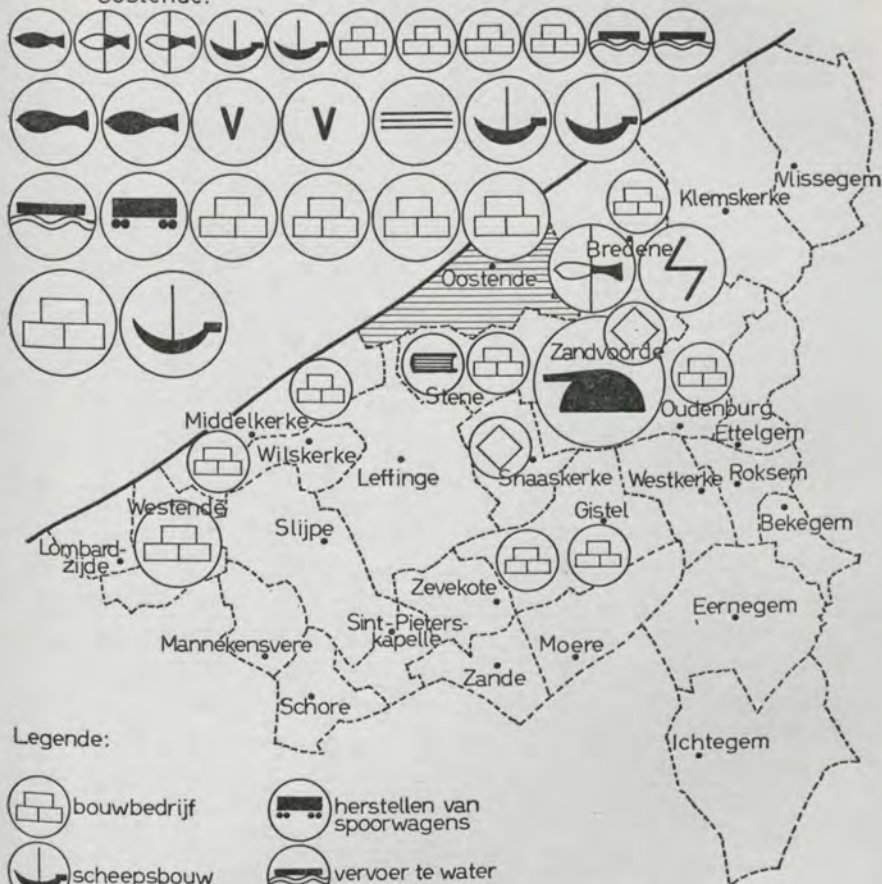 Oostende:
V V
Vlissegem
Klemskerke
Bredene
Oostende
Zandvoorde
Stene
Oudenburg
Middelkerke
Ettelgem
Wilskerke
Leffinge
Snaaskerke
Westkerke
Roksem
Westende
Gistel
Bekegem
Slijpe
Lombard-
zijde
Zevekote
Eernegem
Sint-Pieters-
kapelle
Mannekensvere
Moere
Zande
Schore
Legende:
Ichtegem
bouwbedrijf
herstellen van
spoorwagens
scheepsbouw
vervoer te water